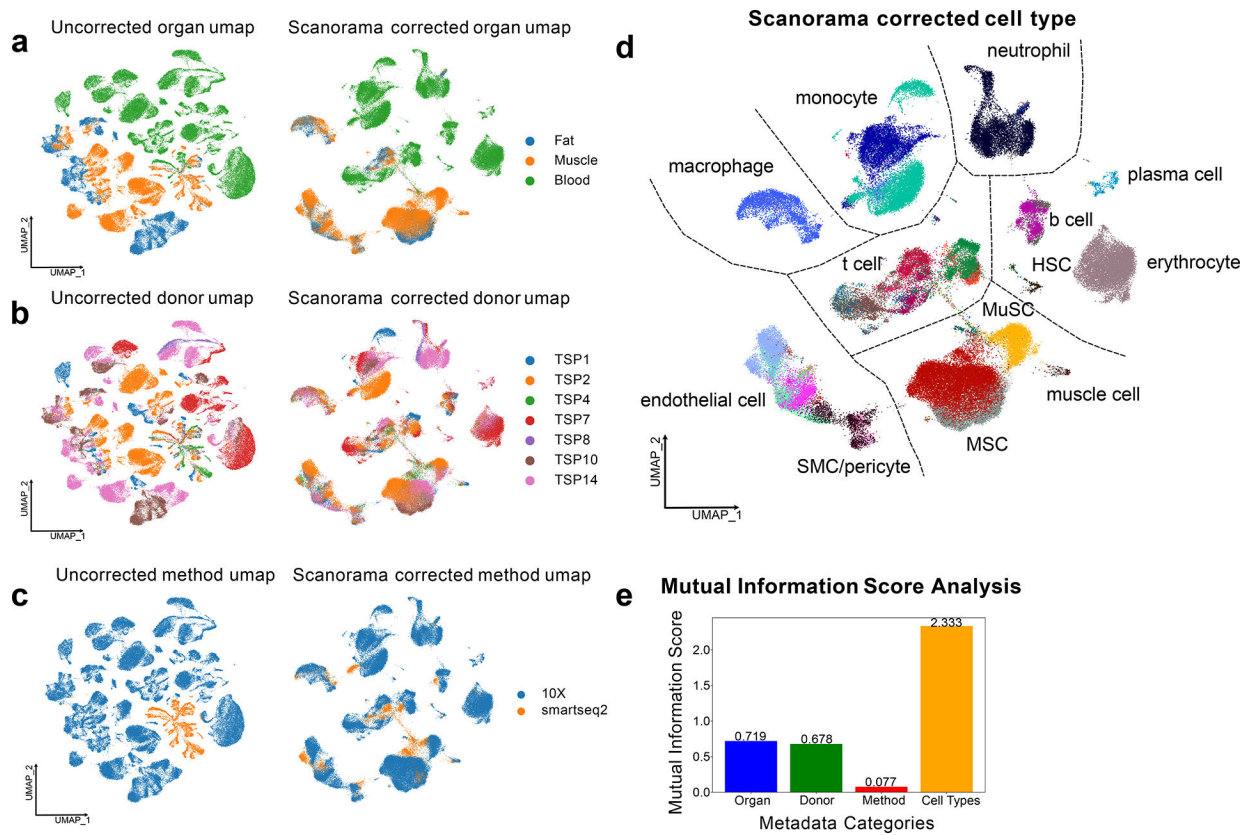 a
Uncorrected organ umap
Scanorama corrected organ umap
Fat
Muscle
Blood
UMAP_2
UMAP_1
b
Uncorrected donor umap
Scanorama corrected donor umap
TSP1
TSP2
TSP4
TSP7
TSP8
TSP10
TSP14
UMAP_2
UMAP_1
c
Uncorrected method umap
Scanorama corrected method umap
10X
smartseq2
UMAP_2
UMAP_1
Scanorama corrected cell type
d
neutrophil
monocyte
macrophage
plasma cell
b cell
t cell
HSC
erythrocyte
MuSC
endothelial cell
muscle cell
MSC
SMC/pericyte
UMAP_2
UMAP_1
e
Mutual Information Score Analysis
Mutual Information Score
2.0
1.5
1.0
0.5
0.0
0.719
0.678
0.077
2.333
Organ
Donor
Method
Cell Types
Metadata Categories